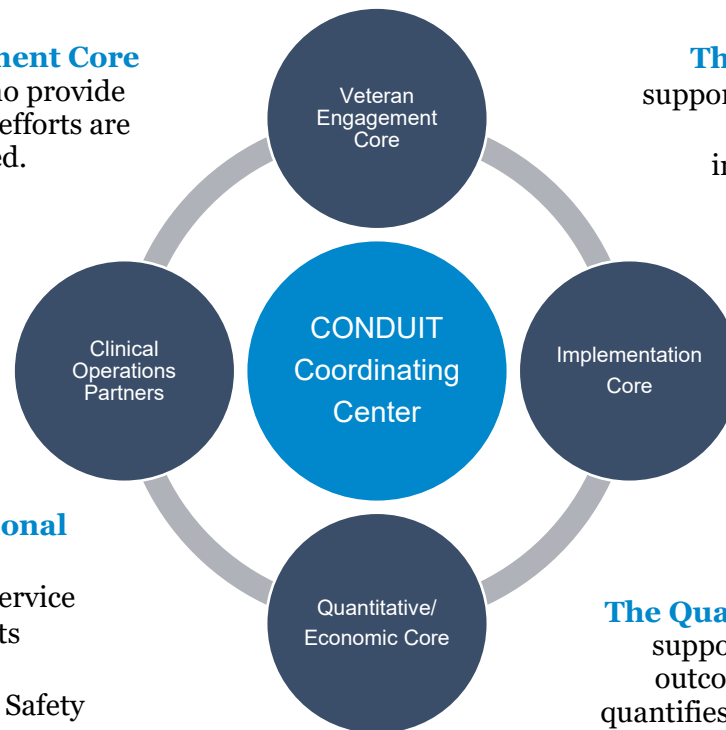 ment Core
no provide
efforts are
ed.
Th
suppor
in
Veteran
Engagement
Core
Clinical
Operations
Partners
CONDUIT
Coordinating
Center
Implementation
Core
Quantitative/
Economic Core
onal
ervice
ts
Safety
The Qua
suppo
outco
quantifies